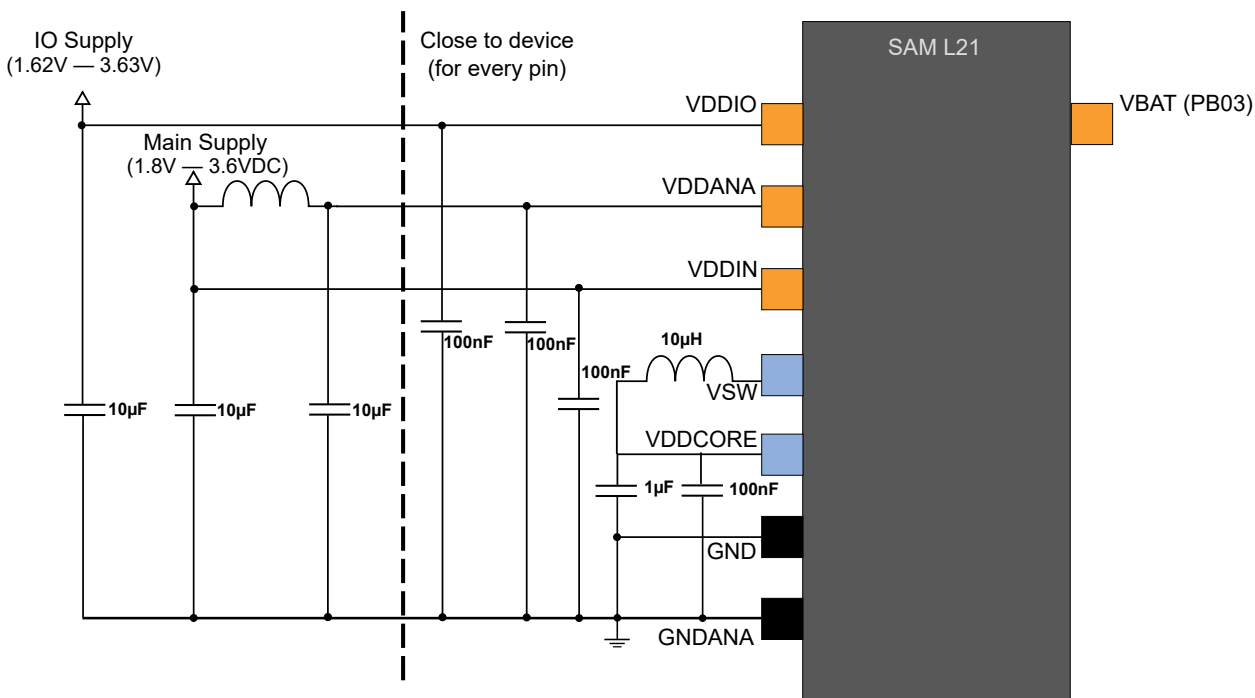 IO Supply
(1.62V — 3.63V)
Close to device
(for every pin)
SAM L21
VDDIO
VBAT (PB03)
Main Supply
(1.8V — 3.6VDC)
VDDANA
VDDIN
100nF
100nF
10µH
100nF
VSW
10µF
10µF
10µF
VDDCORE
1µF
100nF
GND
GNDANA